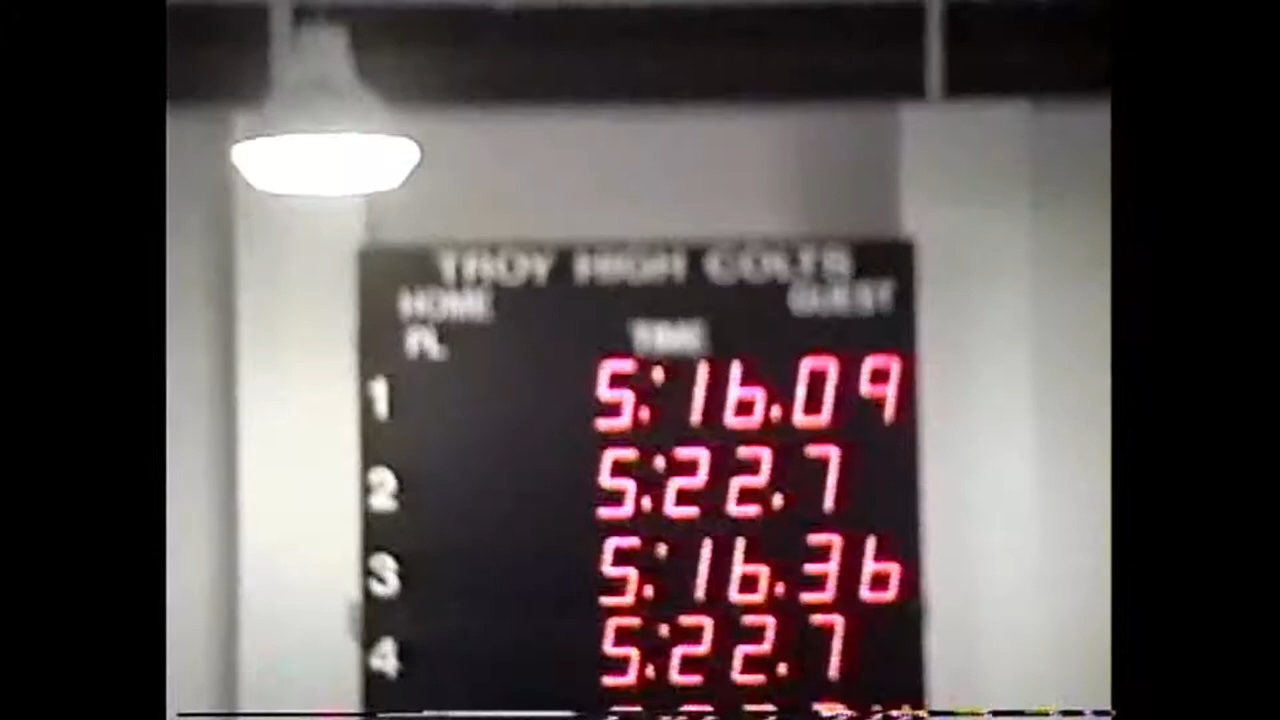 TROY HIGH COLTS
HOME GUEST
PL TIME
1 5:16.09
2 5:22.7
3 5:16.36
4 5:22.7